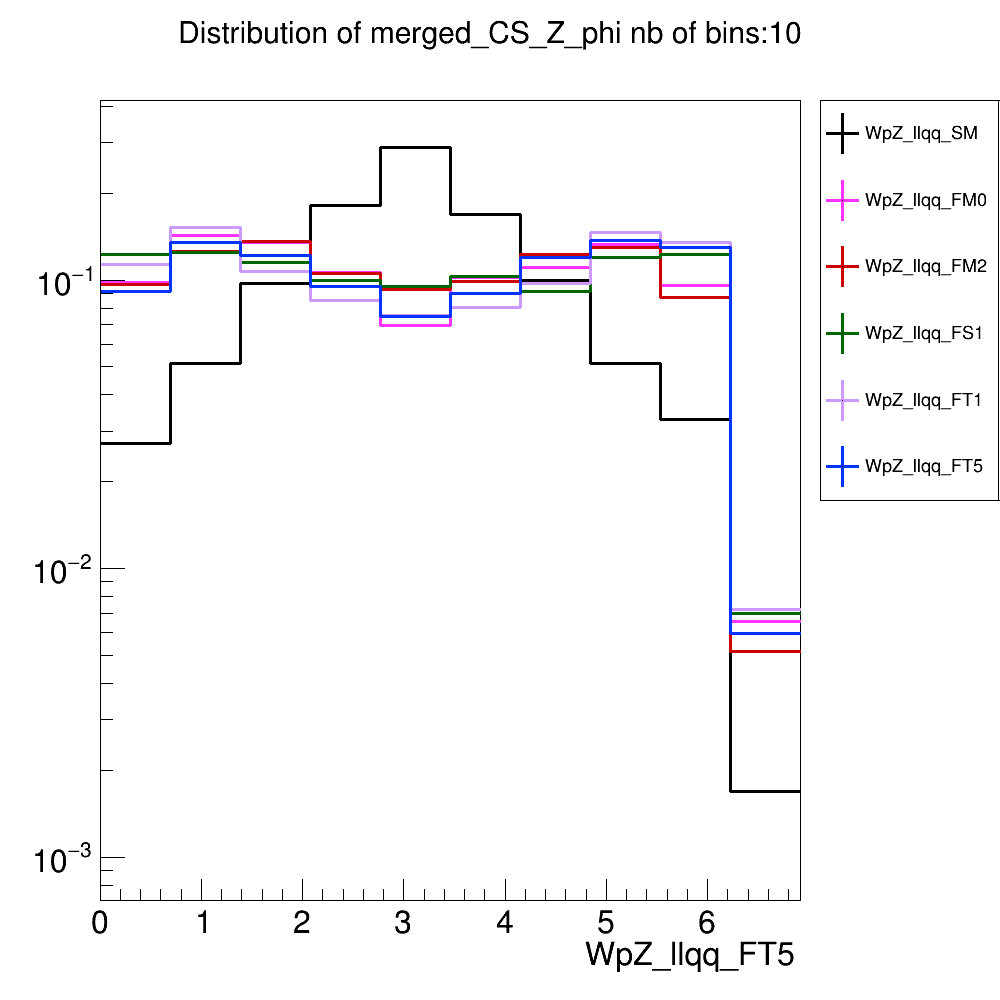 Distribution of merged_CS_Z_phi nb of bins:10
WpZ_llqq_SM
WpZ_llqq_FM0
WpZ_llqq_FM2
WpZ_llqq_FS1
WpZ_llqq_FT1
WpZ_llqq_FT5
10⁻¹
10⁻²
10⁻³
0 1 2 3 4 5 6
WpZ_llqq_FT5